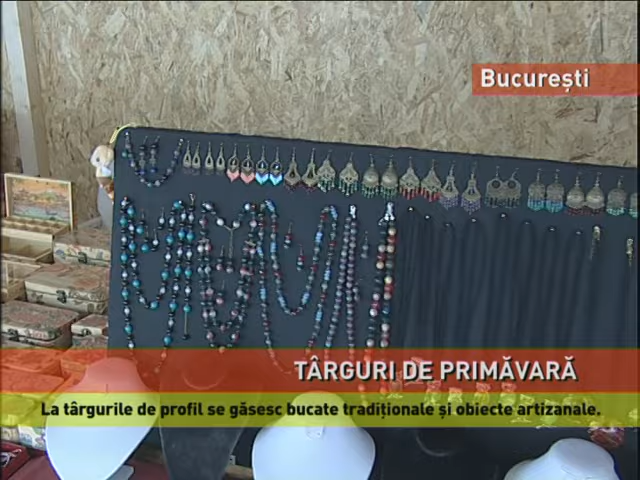 București
TÂRGURI DE PRIMĂVARĂ
La târgurile de profil se găsesc bucate tradiționale și obiecte artizanale.